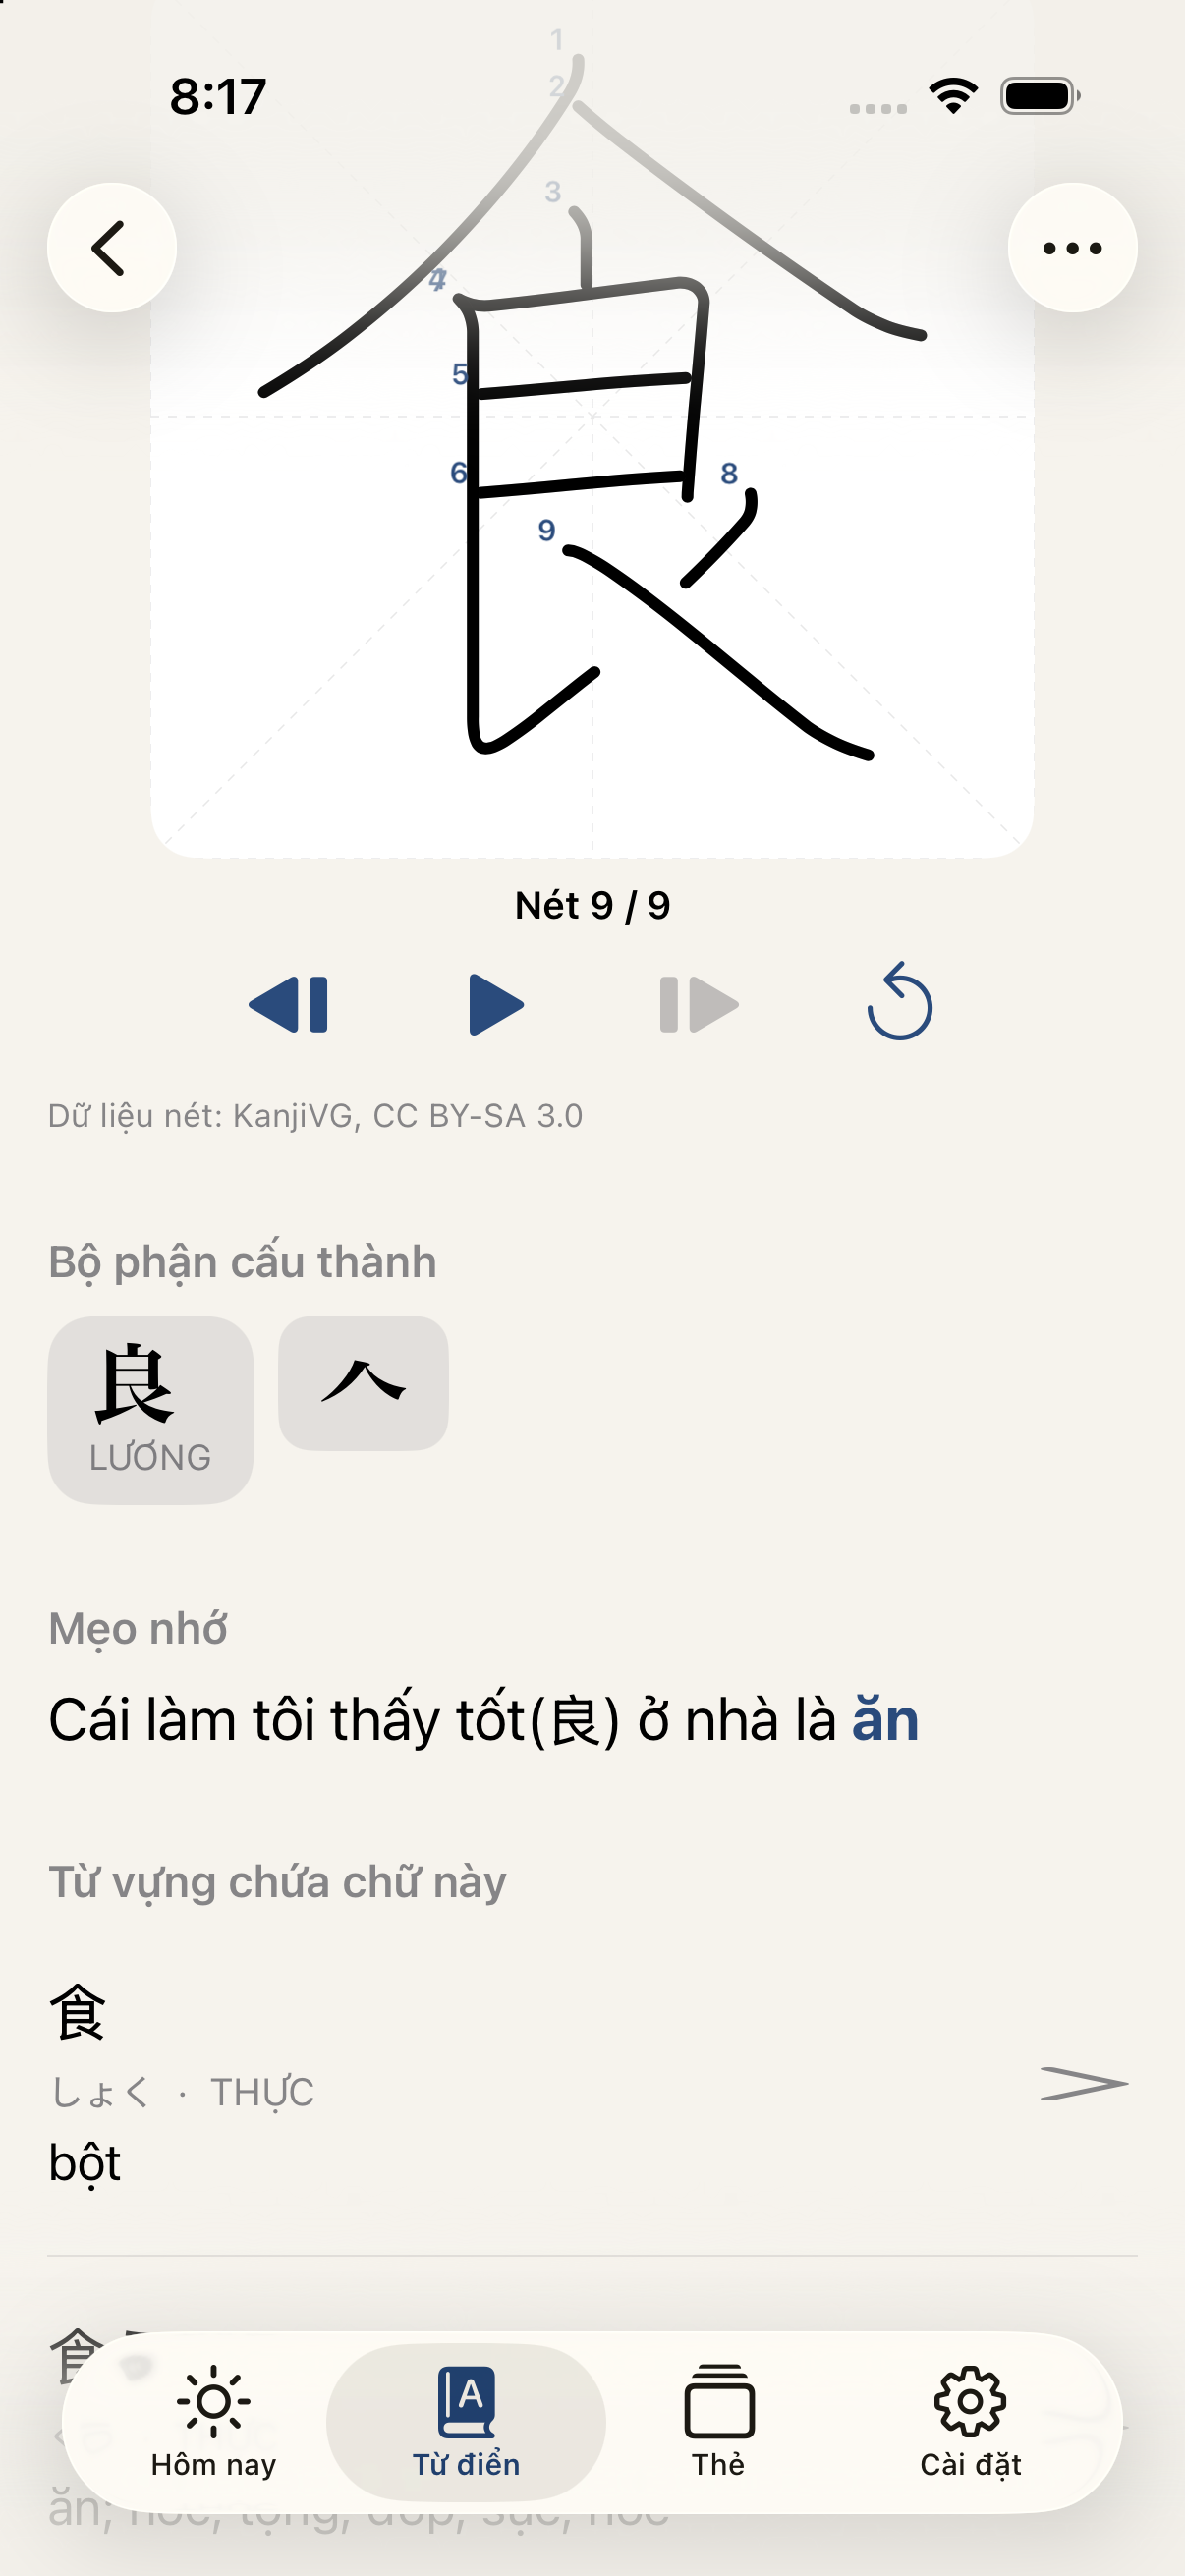 1
8:17
2
3
5
6
8
9
Nét 9 / 9
Dữ liệu nét: KanjiVG, CC BY-SA 3.0
Bộ phận cấu thành
良
LƯƠNG
𠆢
Mẹo nhớ
Cái làm tôi thấy tốt(良) ở nhà là ăn
Từ vựng chứa chữ này
食
しょく · THỰC
bột
食
Hôm nay
Từ điển
Thẻ
Cài đặt